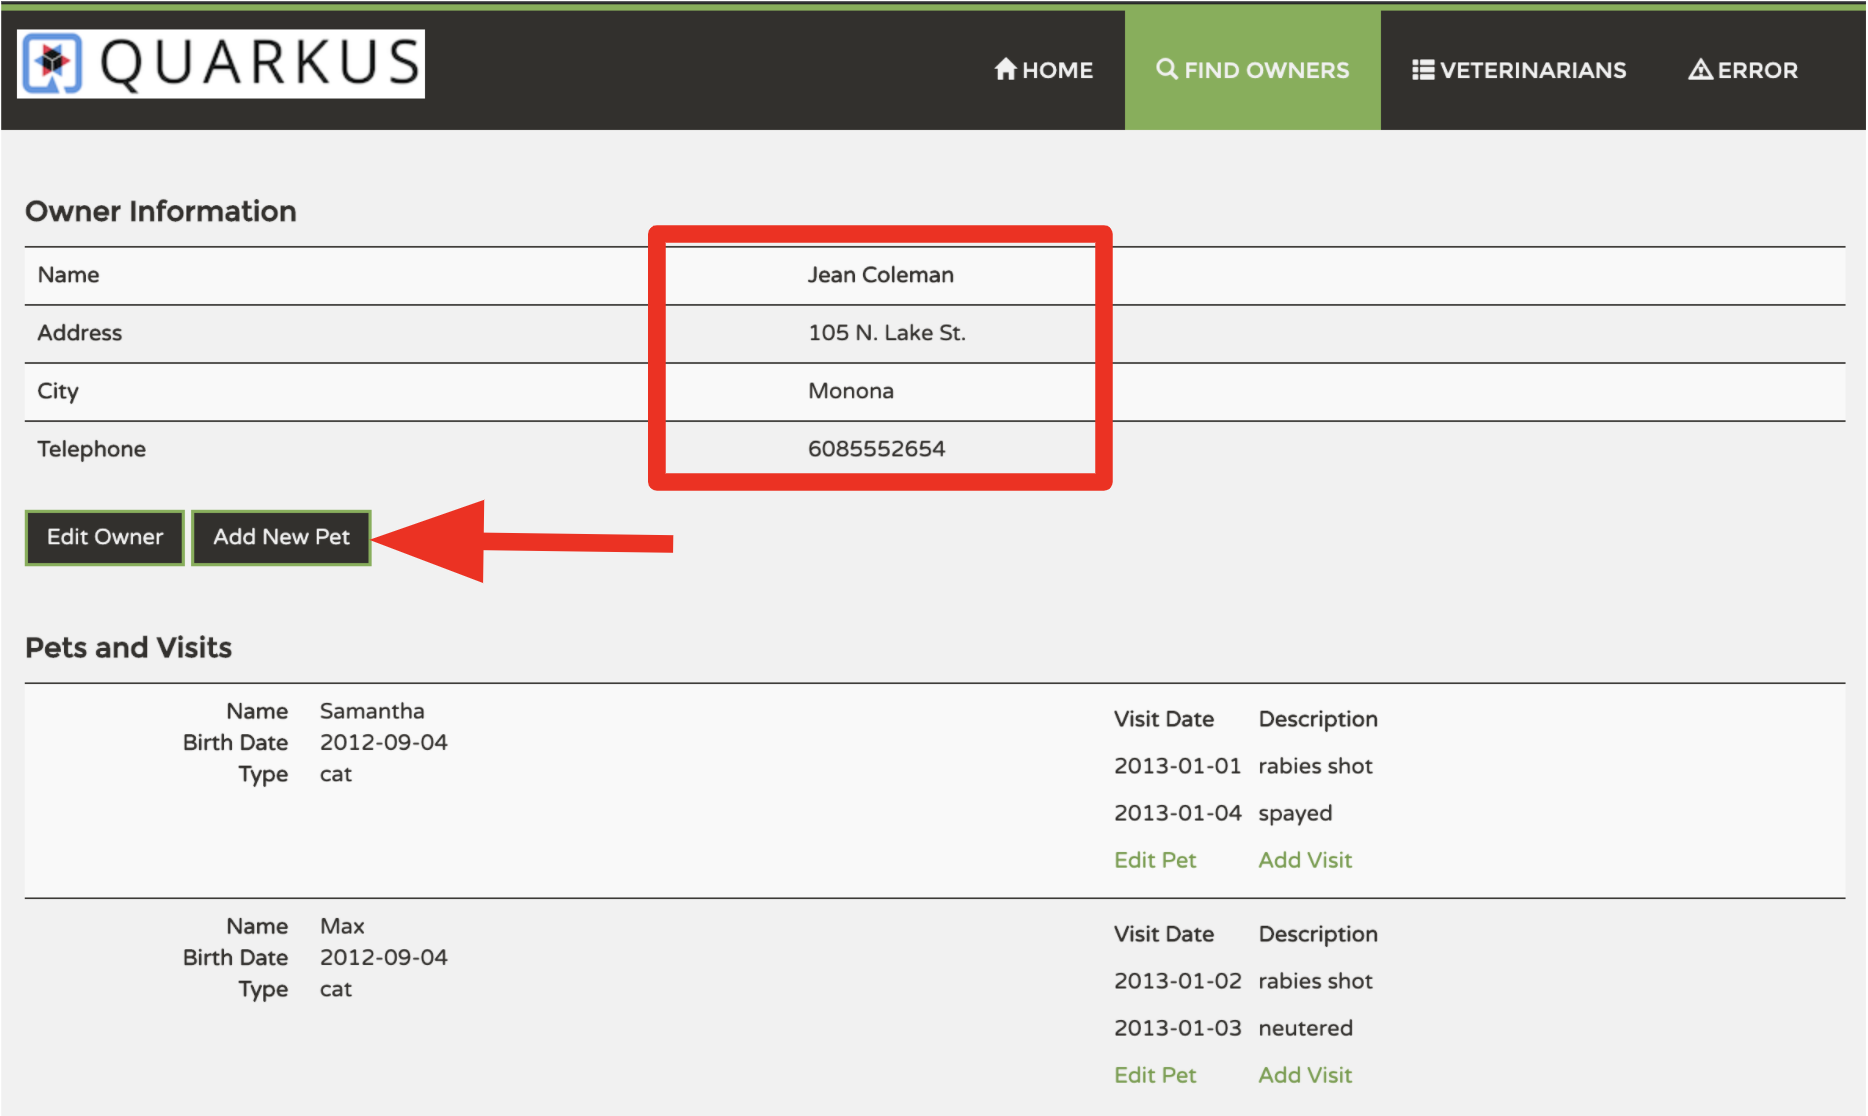 QUARKUS
HOME FIND OWNERS VETERINARIANS ERROR
Owner Information
Name Jean Coleman
Address 105 N. Lake St.
City Monona
Telephone 6085552654
Edit Owner Add New Pet
Pets and Visits
Name Samantha
Birth Date 2012-09-04
Type cat
Visit Date Description
2013-01-01 rabies shot
2013-01-04 spayed
Edit Pet Add Visit
Name Max
Birth Date 2012-09-04
Type cat
Visit Date Description
2013-01-02 rabies shot
2013-01-03 neutered
Edit Pet Add Visit